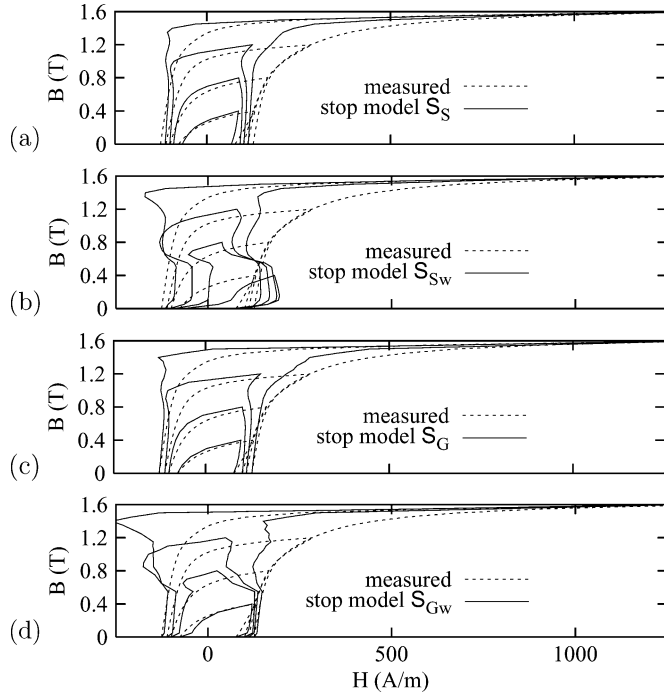 1.6
1.2
0.8
0.4
0
B (T)
measured
stop model S_S
(a)
1.6
1.2
0.8
0.4
0
B (T)
measured
stop model S_Sw
(b)
1.6
1.2
0.8
0.4
0
B (T)
measured
stop model S_G
(c)
1.6
1.2
0.8
0.4
0
B (T)
measured
stop model S_Gw
(d)
0 500 1000
H (A/m)